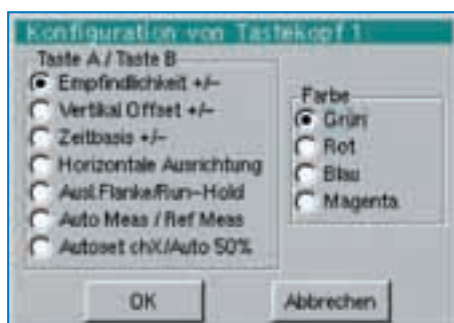 Konfiguration von Tastekopf 1
Taste A / Taste B
Empfindlichkeit +/-
Vertikal Offset +/-
Zeitbasis +/-
Horizontale Ausrichtung
Ausl.Flanke/Run-Hold
Auto Meas / Ref Meas
Autoset chX/Auto 50%
Farbe
Grün
Rot
Blau
Magenta
OK
Abbrechen